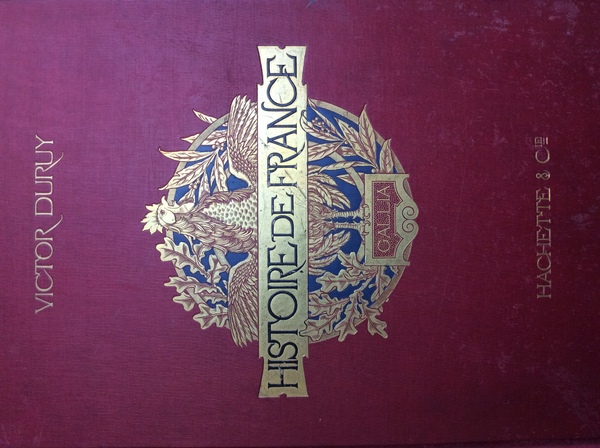 VICTOR DURUY
HISTOIRE DE FRANCE
GALLIA
HACHETTE & CIE